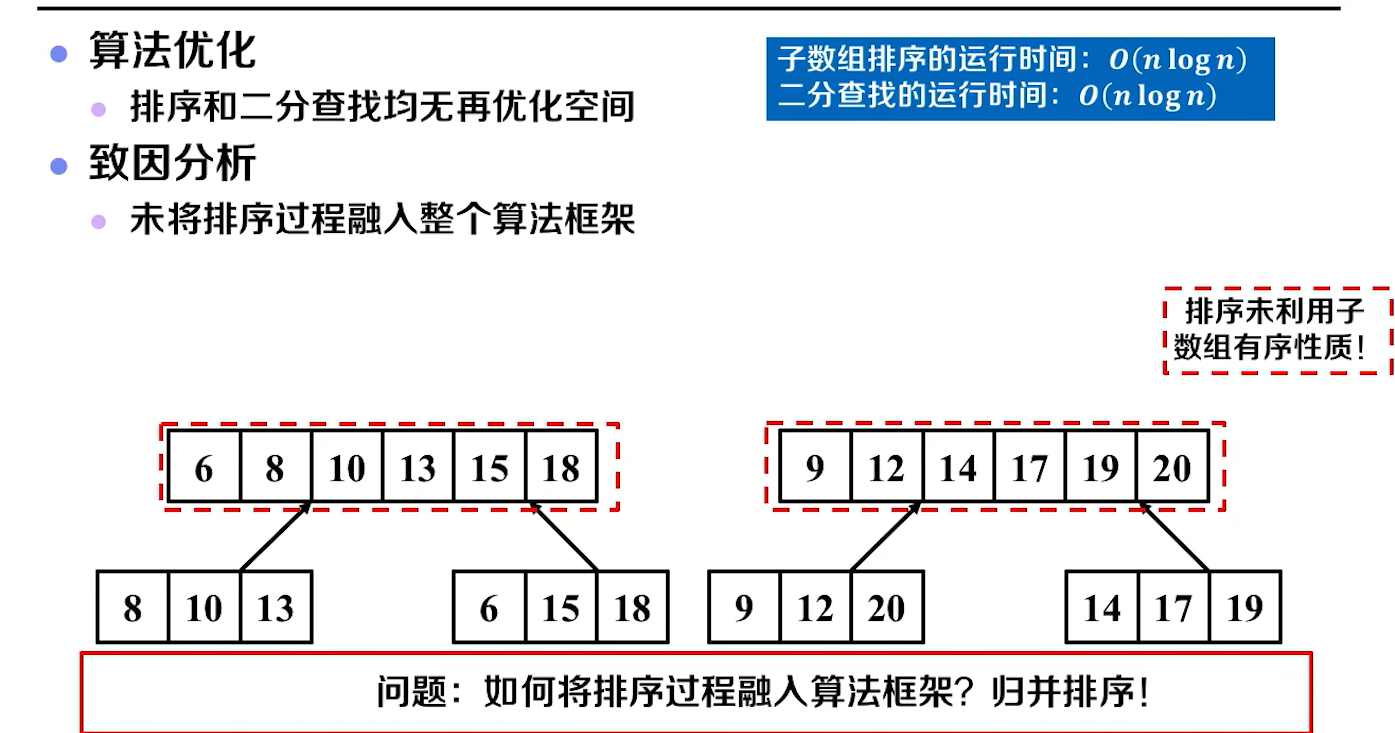 算法优化
子数组排序的运行时间：O(n log n)
排序和二分查找均无再优化空间
二分查找的运行时间：O(n log n)
致因分析
未将排序过程融入整个算法框架
排序未利用子
数组有序性质！
6 8 10 13 15 18
9 12 14 17 19 20
8 10 13
6 15 18
9 12 20
14 17 19
问题：如何将排序过程融入算法框架？归并排序！